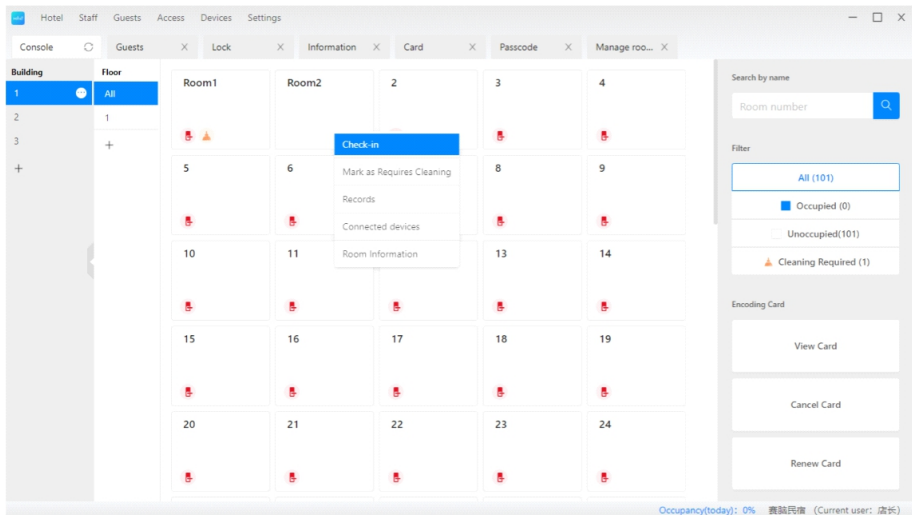 Hotel Staff Guests Access Devices Settings
Console Guests Lock Information Card Passcode Manage roo...
Building
1
2
3
Floor
All
1
Room1 Room2 2 3 4
Check-in
Mark as Requires Cleaning
Records
Connected devices
Room Information
5 6 8 9
10 11 13 14
15 16 17 18 19
20 21 22 23 24
Search by name
Room number
Filter
All (101)
Occupied (0)
Unoccupied(101)
Cleaning Required (1)
Encoding Card
View Card
Cancel Card
Renew Card
Occupancy(today): 0% 赛脑民宿 (Current user: 店长)